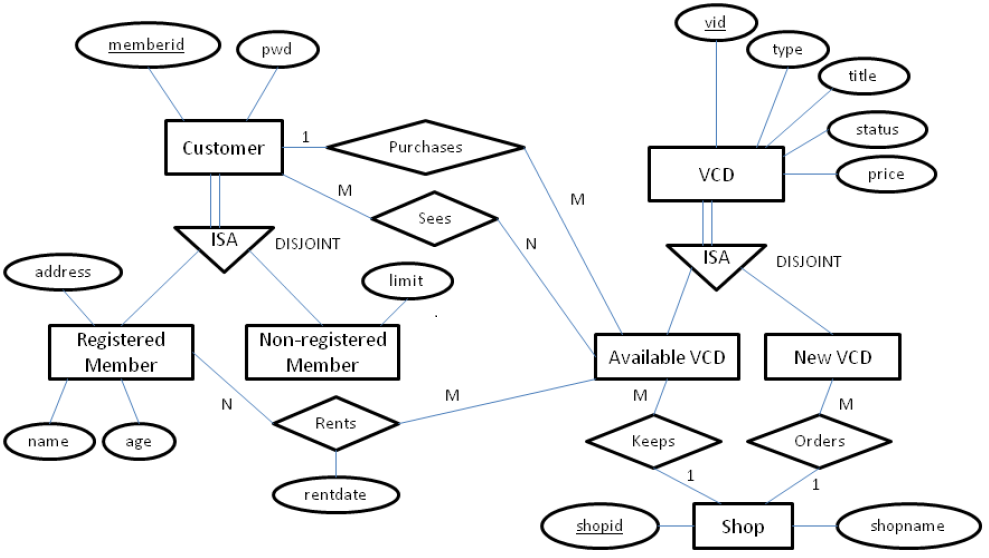 vid
memberid
pwd
type
title
status
price
Customer
1
Purchases
VCD
M
M
Sees
N
ISA
DISJOINT
ISA
DISJOINT
address
limit
Registered
Member
Non-registered
Member
Available VCD
New VCD
N
M
M
M
name
age
Rents
Keeps
Orders
1
1
rentdate
shopid
Shop
shopname